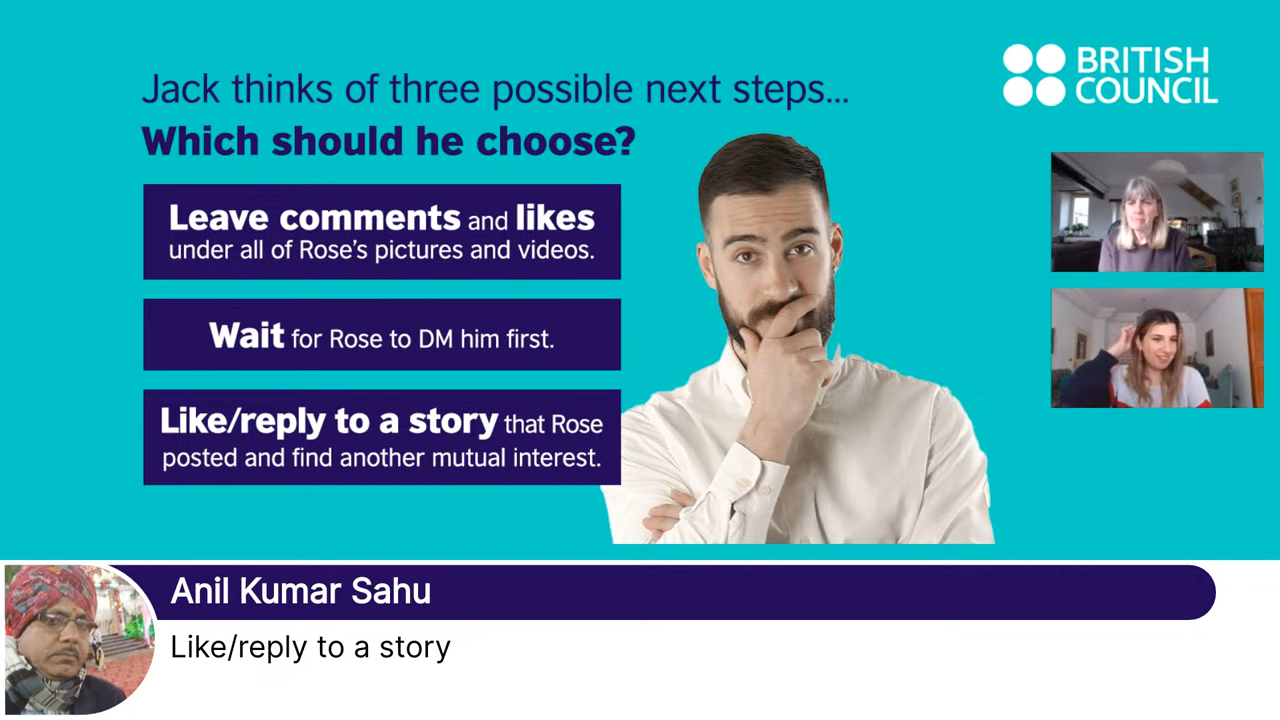 BRITISH
COUNCIL
Jack thinks of three possible next steps...
Which should he choose?
Leave comments and likes
under all of Rose's pictures and videos.
Wait for Rose to DM him first.
Like/reply to a story that Rose
posted and find another mutual interest.
Anil Kumar Sahu
Like/reply to a story